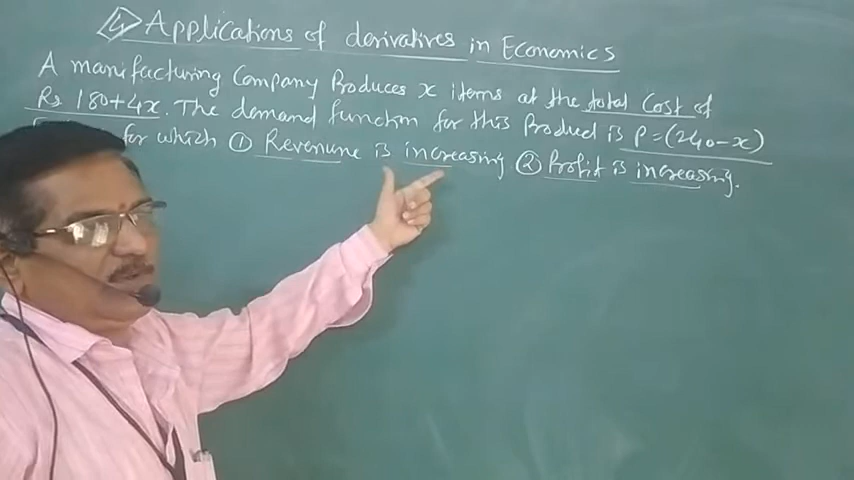 4 Applications of derivatives in Economics
A manifacturing Company Produces x items at the total Cost of
Rs 180+4x. The demand function for this Product is P=(240-x)
for which ① Revenue is increasing ② Profit is increasing.